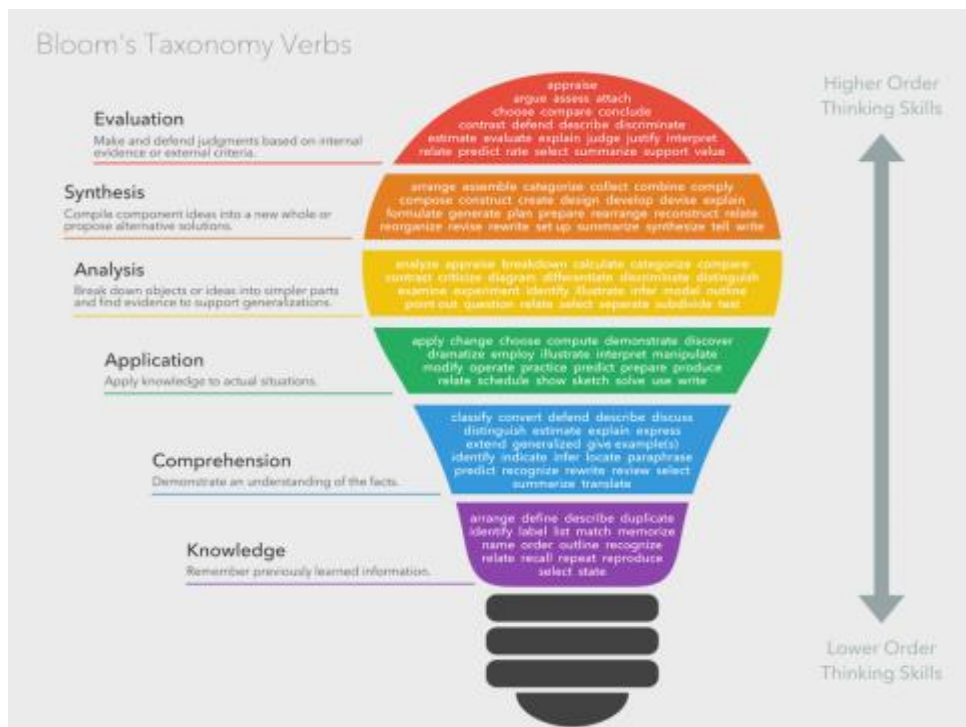 Bloom's Taxonomy Verbs
Higher Order
Thinking Skills
Evaluation
Make and defend judgments based on internal
evidence or external criteria.
appraise
argue assess attach
choose compare conclude
contrast defend describe discriminate
estimate evaluate explain judge justify interpret
relate predict rate select summarize support value
Synthesis
Compile component ideas into a new whole or
propose alternative solutions.
arrange assemble categorize collect combine comply
compose construct create design develop devise explain
formulate generate plan prepare rearrange reconstruct relate
reorganize revise rewrite set up summarize synthesize tell write
Analysis
Break down objects or ideas into simpler parts
and find evidence to support generalizations.
analyze appraise breakdown calculate categorize compare
contrast criticize diagram differentiate discriminate distinguish
examine experiment identify illustrate infer model outline
point out question relate select separate subdivide test
Application
Apply knowledge to actual situations.
apply change choose compute demonstrate discover
dramatize employ illustrate interpret manipulate
modify operate practice predict prepare produce
relate schedule show sketch solve use write
Comprehension
Demonstrate an understanding of the facts.
classify convert defend describe discuss
distinguish estimate explain express
extend generalized give example(s)
identify indicate infer locate paraphrase
predict recognize rewrite review select
summarize translate
Knowledge
Remember previously learned information.
arrange define describe duplicate
identify label list match memorize
name order outline recognize
relate recall repeat reproduce
select state
Lower Order
Thinking Skills